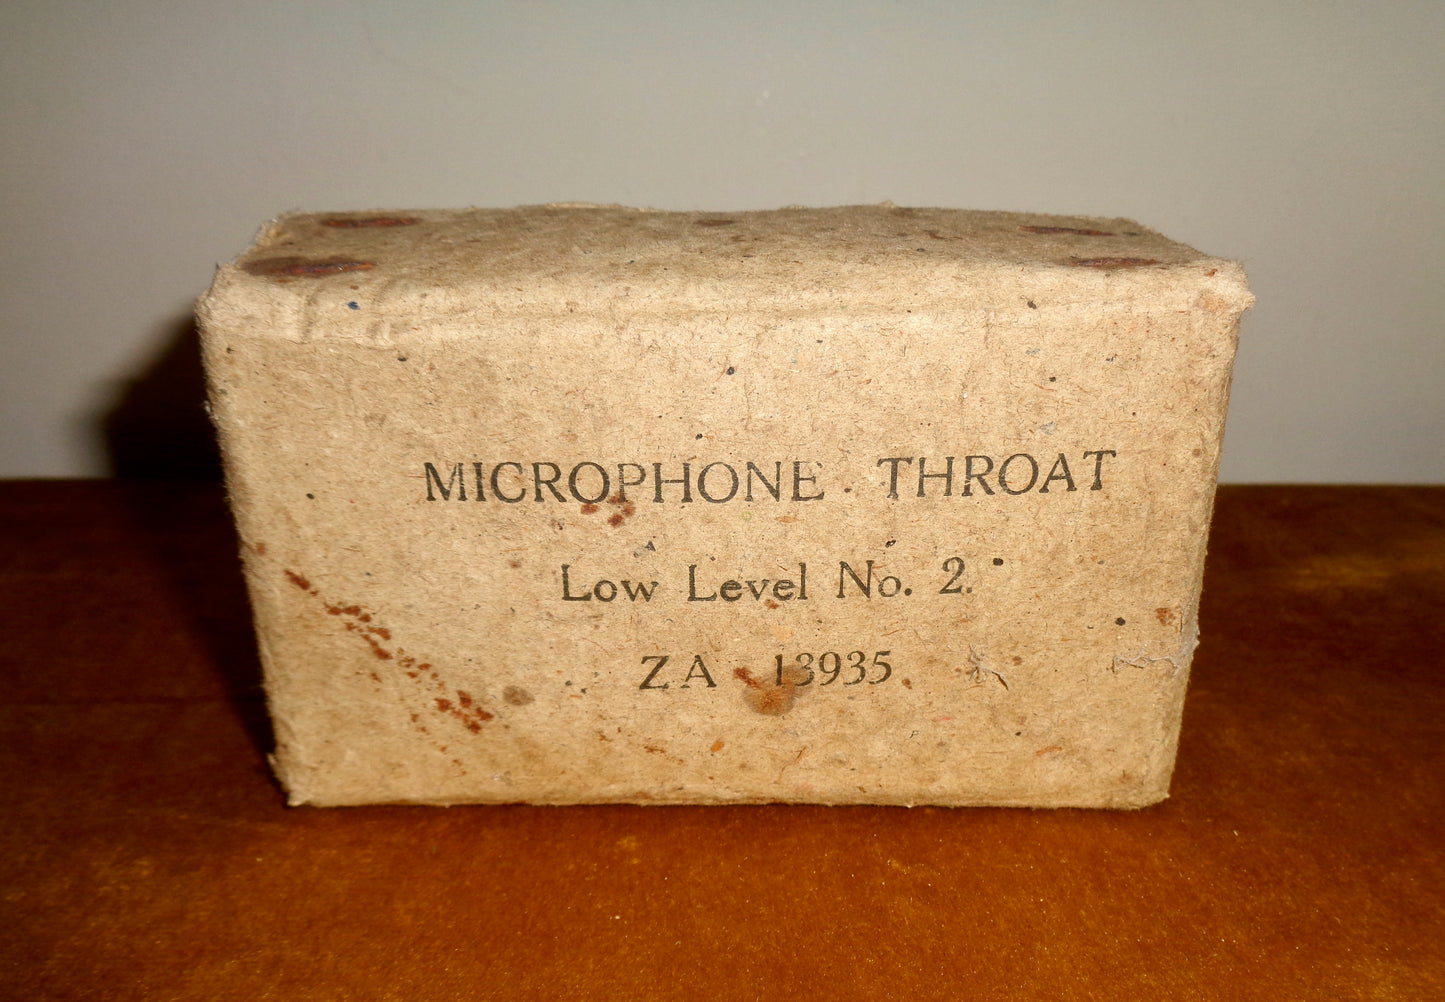 MICROPHONE THROAT
Low Level No. 2.
ZA 13935